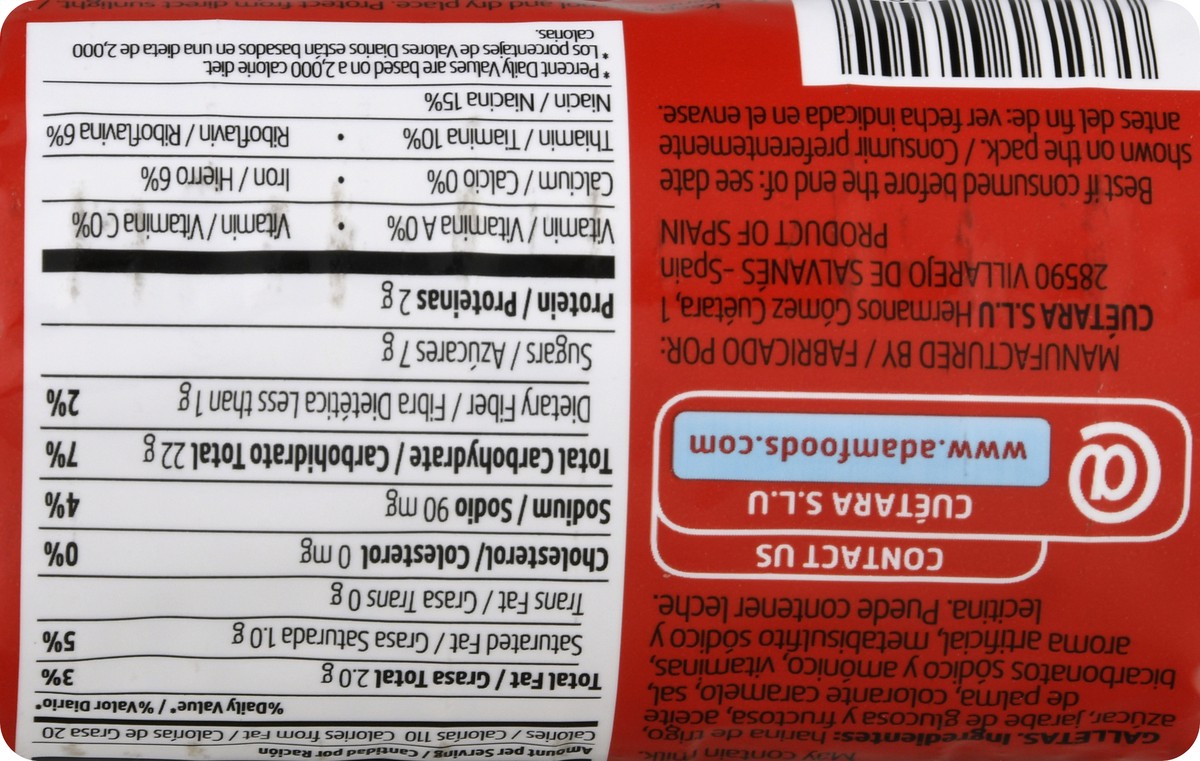 Amount per Serving / Cantidad por Ración
Calories / Calorías 110 Calories from Fat / Calorías de Grasa 20
%Daily Value* / %Valor Diario*
Total Fat / Grasa Total 2.0 g 3%
Saturated Fat / Grasa Saturada 1.0 g 5%
Trans Fat / Grasa Trans 0 g
Cholesterol/ Colesterol 0 mg 0%
Sodium / Sodio 90 mg 4%
Total Carbohydrate / Carbohidrato Total 22 g 7%
Dietary Fiber / Fibra Dietética Less than 1 g 2%
Sugars / Azúcares 7 g
Protein / Proteinas 2 g
Vitamin / Vitamina A 0% • Vitamin / Vitamina C 0%
Calcium / Calcio 0% • Iron / Hierro 6%
Thiamin / Tiamina 10% • Riboflavin / Riboflavina 6%
Niacin / Niacina 15%
* Percent Daily Values are based on a 2,000 calorie diet.
* Los porcentajes de Valores Diarios están basados en una dieta de 2,000
calorías.
May contain milk.
GALLETAS. Ingredientes: harina de trigo,
azúcar, jarabe de glucosa y fructosa, aceite
de palma, colorante caramelo, sal,
bicarbonatos sódico y amónico, vitaminas,
aroma artificial, metabisulfito sódico y
lecitina. Puede contener leche.
CONTACT US
CUÉTARA S.L.U
@ www.adamfoods.com
MANUFACTURED BY / FABRICADO POR:
CUÉTARA S.L.U Hermanos Gómez Cuétara, 1
28590 VILLAREJO DE SALVANÉS -Spain-
PRODUCT OF SPAIN
Best if consumed before the end of: see date
shown on the pack. / Consumir preferentemente
antes del fin de: ver fecha indicada en el envase.
cool and dry place. Protect from direct sunlight.